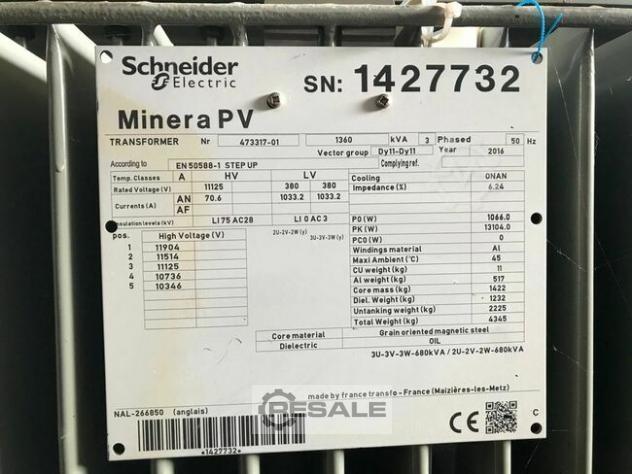 Schneider Electric
SN: 1427732
Minera PV
TRANSFORMER Nr 473317-01 1360 kVA 3 Phased 50 Hz
Vector group Dy11-Dy11 Year 2016
According to EN 50588-1 STEP UP Complying ref.
Temp. Classes A HV LV Cooling ONAN
Rated Voltage (V) 11125 380 380 Impedance (%) 6.24
Currents (A) AN 70.6 1033.2 1033.2
AF
Insulation levels(kV) LI 75 AC28 LI 0 AC 3 P0 (W) 1066.0
pos. High Voltage (V) 2U-2V-2W(y) 3U-3V-3W(y) PK (W) 13104.0
PC0 (W) 0
1 11904 Windings material Al
2 11514 Maxi Ambient (°C) 45
3 11125 CU weight (kg) 11
4 10736 Al weight (kg) 517
5 10346 Core mass (kg) 1422
Diel. Weight (kg) 1232
Untanking weight (kg) 2225
Total Weight (kg) 4345
Core material Grain oriented magnetic steel
Dielectric OIL
3U-3V-3W-680kVA / 2U-2V-2W-680kVA
made by france transfo - France (Maizières-les-Metz)
RESALE
NAL-266850 (anglais)
CE
°C
*1427732*